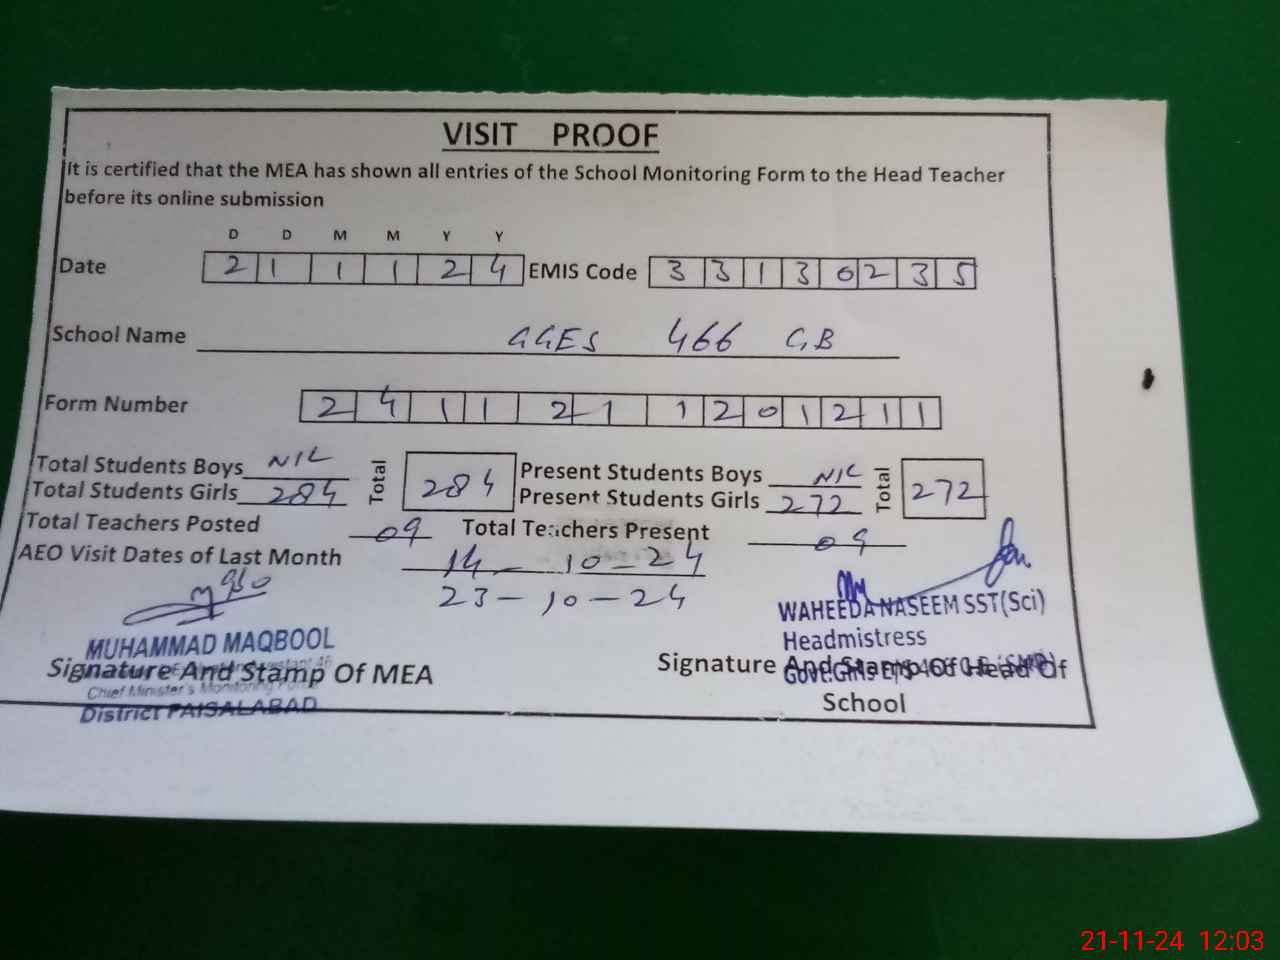 VISIT PROOF
It is certified that the MEA has shown all entries of the School Monitoring Form to the Head Teacher
before its online submission
D D M M Y Y
Date 2 1 1 1 2 4 EMIS Code 3 3 1 3 0 2 3 5
School Name GGES 466 GB
Form Number 2 4 1 1 2 1 1 2 0 1 2 1 1
Total Students Boys NIL Total 284 Present Students Boys NIL Total 272
Total Students Girls 284 Present Students Girls 272
Total Teachers Posted 09 Total Teachers Present 09
AEO Visit Dates of Last Month 14-10-24
23-10-24
MUHAMMAD MAQBOOL
Signature And Stamp Of MEA
Chief Minister's Monitoring
District FAISALABAD
WAHEEDA NASEEM SST(Sci)
Headmistress
Signature And Stamp Of Head Of
Govt.Girls
School
21-11-24 12:03